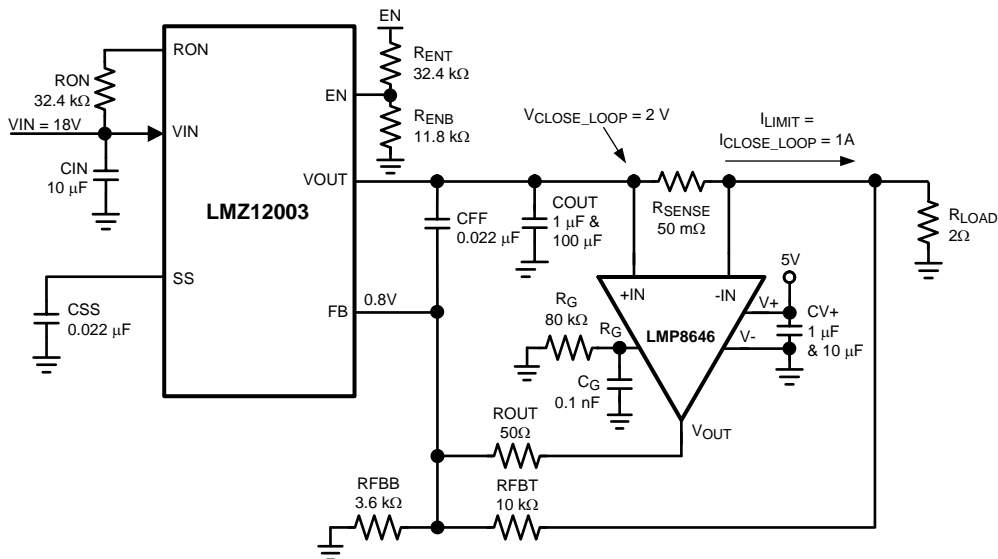 RON
RON
32.4 kΩ
VIN = 18V
VIN
CIN
10 µF
SS
CSS
0.022 µF
LMZ12003
EN
EN
RENT
32.4 kΩ
RENB
11.8 kΩ
VOUT
FB
0.8V
CFF
0.022 µF
COUT
1 µF &
100 µF
VCLOSE_LOOP = 2 V
RSENSE
50 mΩ
ILIMIT =
ICLOSE_LOOP = 1A
RLOAD
2Ω
+IN
-IN
LMP8646
V+
V-
5V
CV+
1 µF
& 10 µF
RG
80 kΩ
RG
CG
0.1 nF
VOUT
ROUT
50Ω
RFBB
3.6 kΩ
RFBT
10 kΩ